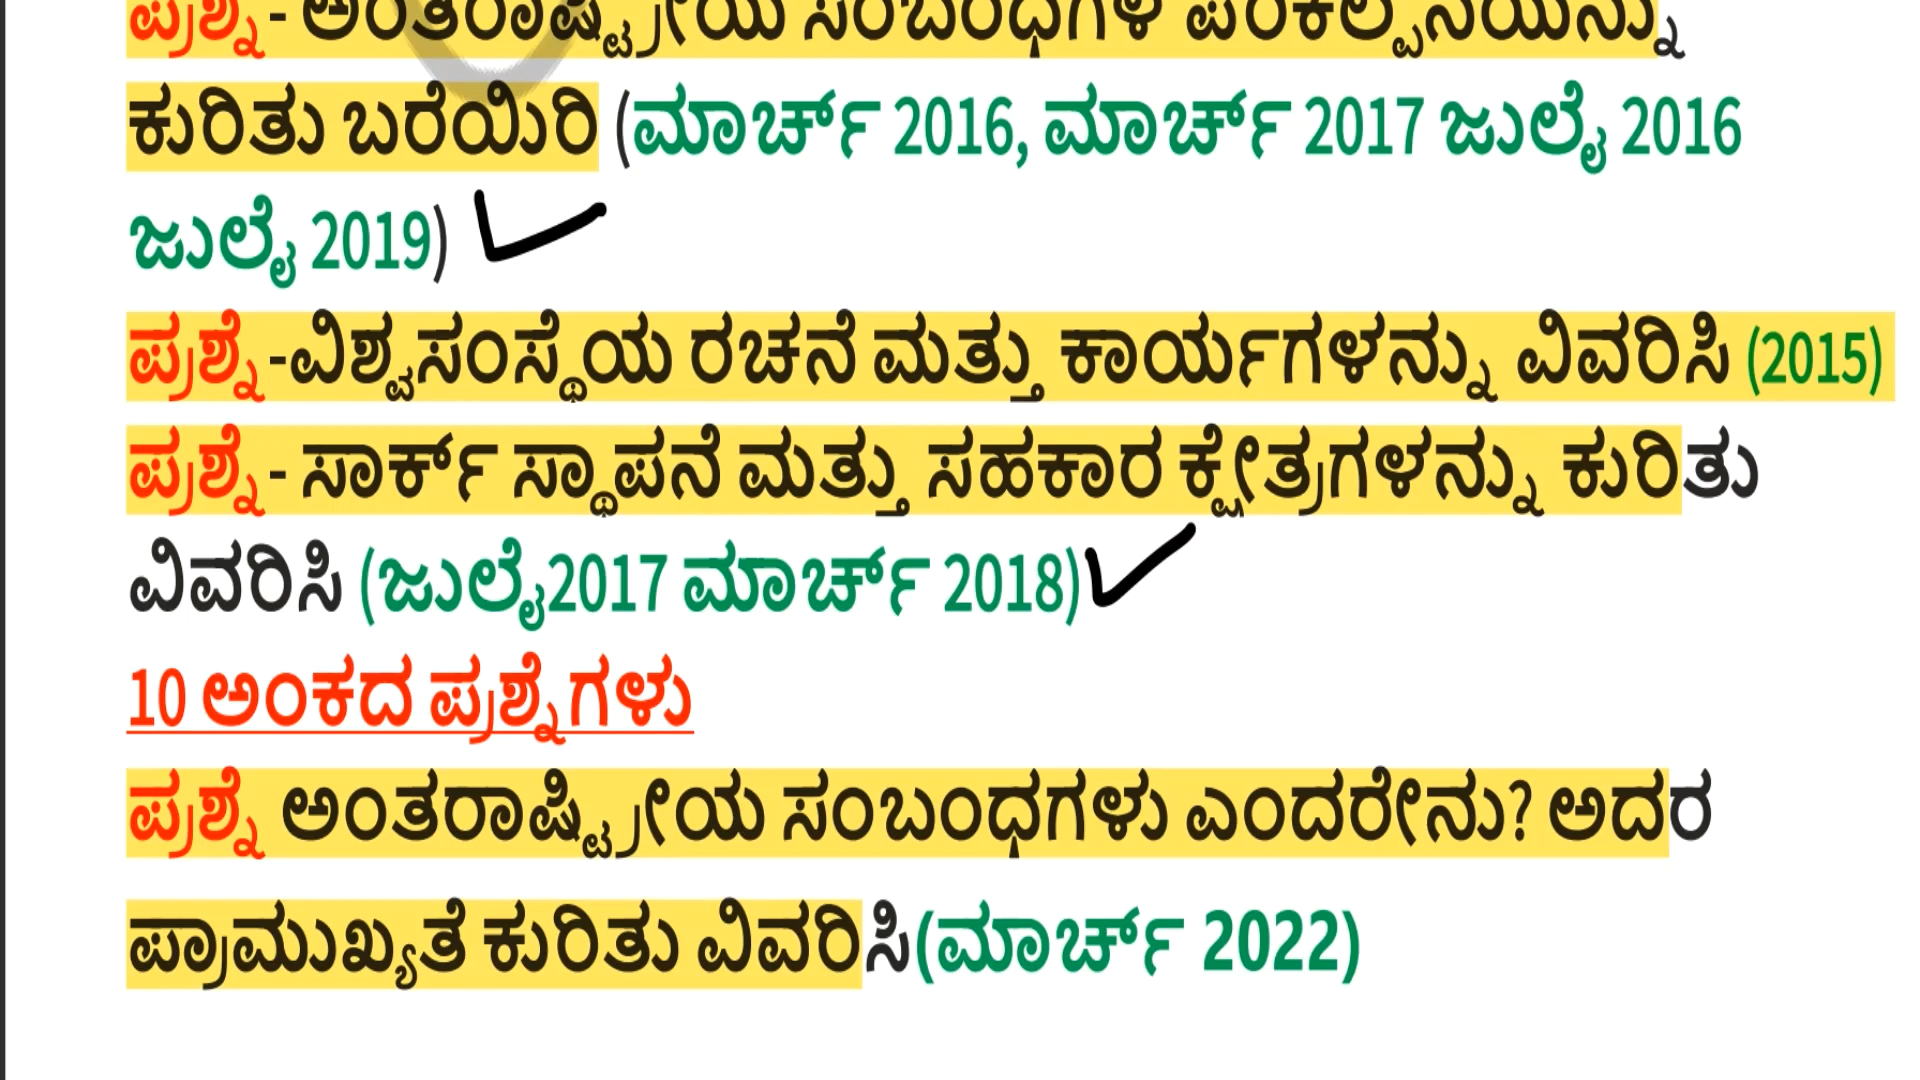 ಪ್ರಶ್ನೆ - ಅಂತರಾಷ್ಟ್ರೀಯ ಸಂಬಂಧಗಳ ಪರಿಕಲ್ಪನೆಯನ್ನು
ಕುರಿತು ಬರೆಯಿರಿ (ಮಾರ್ಚ್ 2016, ಮಾರ್ಚ್ 2017 ಜುಲೈ 2016
ಜುಲೈ 2019)
ಪ್ರಶ್ನೆ -ವಿಶ್ವಸಂಸ್ಥೆಯ ರಚನೆ ಮತ್ತು ಕಾರ್ಯಗಳನ್ನು ವಿವರಿಸಿ (2015)
ಪ್ರಶ್ನೆ - ಸಾರ್ಕ್ ಸ್ಥಾಪನೆ ಮತ್ತು ಸಹಕಾರ ಕ್ಷೇತ್ರಗಳನ್ನು ಕುರಿತು
ವಿವರಿಸಿ (ಜುಲೈ2017 ಮಾರ್ಚ್ 2018)
10 ಅಂಕದ ಪ್ರಶ್ನೆಗಳು
ಪ್ರಶ್ನೆ ಅಂತರಾಷ್ಟ್ರೀಯ ಸಂಬಂಧಗಳು ಎಂದರೇನು? ಅದರ
ಪ್ರಾಮುಖ್ಯತೆ ಕುರಿತು ವಿವರಿಸಿ(ಮಾರ್ಚ್ 2022)